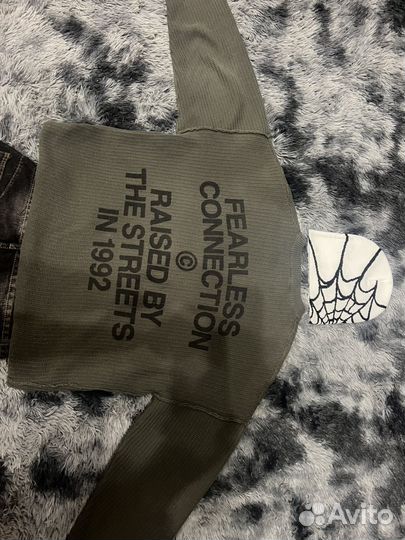 FEARLESS
CONNECTION
©
RAISED BY
THE STREETS
IN 1992
Avito